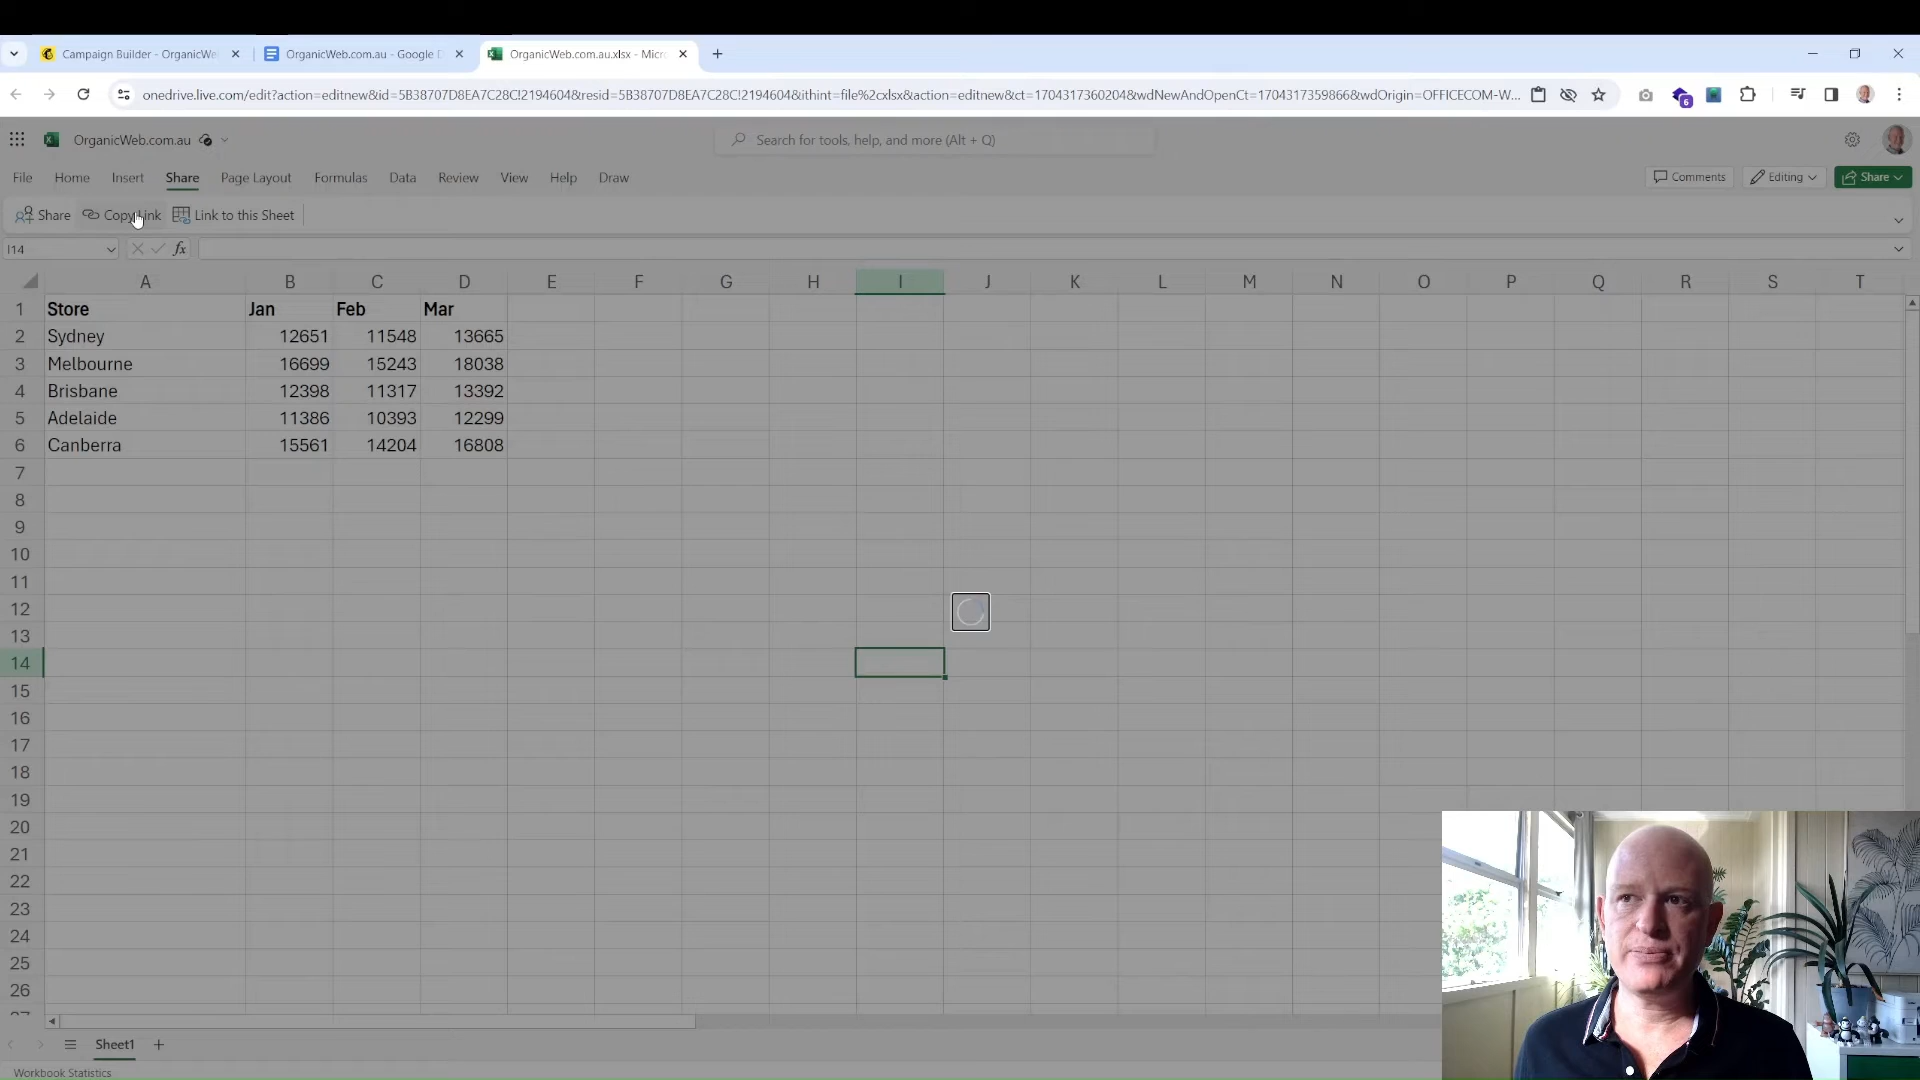 Campaign Builder - OrganicWe
OrganicWeb.com.au - Google D
OrganicWeb.com.au.xlsx - Micr
onedrive.live.com/edit?action=editnew&id=5B38707D8EA7C28C!2194604&resid=5B38707D8EA7C28C!2194604&ithint=file%2cxlsx&action=editnew&ct=1704317360204&wdNewAndOpenCt=1704317359866&wdOrigin=OFFICECOM-W...
6
OrganicWeb.com.au
Search for tools, help, and more (Alt + Q)
File Home Insert Share Page Layout Formulas Data Review View Help Draw
Comments Editing Share
Share Copy Link Link to this Sheet
I14 fx
A B C D E F G H I J K L M N O P Q R S T
1 Store Jan Feb Mar
2 Sydney 12651 11548 13665
3 Melbourne 16699 15243 18038
4 Brisbane 12398 11317 13392
5 Adelaide 11386 10393 12299
6 Canberra 15561 14204 16808
7
8
9
10
11
12
13
14
15
16
17
18
19
20
21
22
23
24
25
26
Sheet1
Workbook Statistics